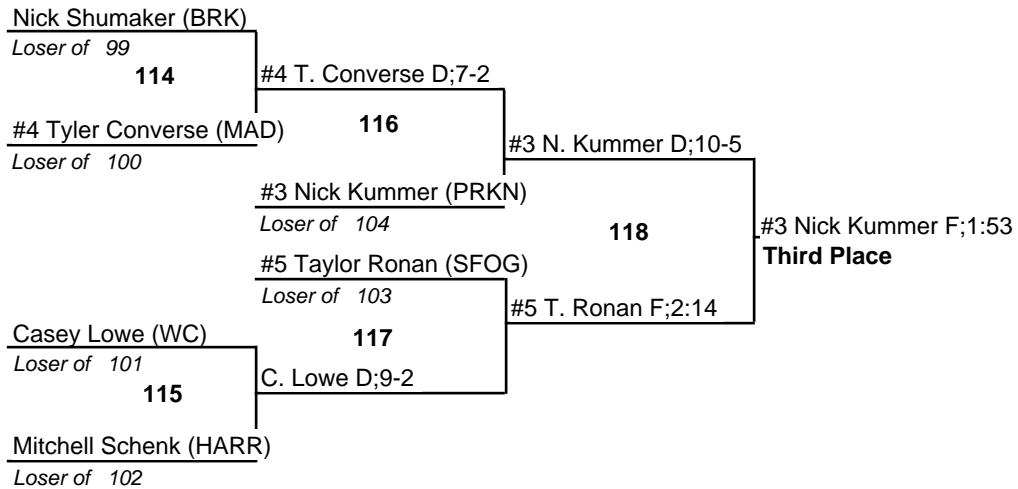 Nick Shumaker (BRK)
Loser of 99
114
#4 T. Converse D;7-2
#4 Tyler Converse (MAD)
Loser of 100
116
#3 N. Kummer D;10-5
#3 Nick Kummer (PRKN)
Loser of 104
118
#3 Nick Kummer F;1:53
Third Place
#5 Taylor Ronan (SFOG)
Loser of 103
#5 T. Ronan F;2:14
117
Casey Lowe (WC)
Loser of 101
115
C. Lowe D;9-2
Mitchell Schenk (HARR)
Loser of 102